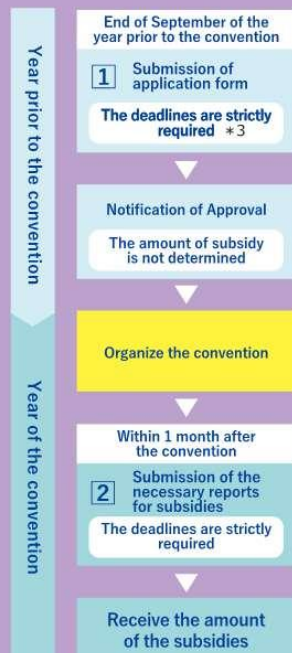 Year prior to the convention
End of September of the
year prior to the convention
1 Submission of
application form
The deadlines are strictly
required *3
Notification of Approval
The amount of subsidy
is not determined
Year of the convention
Organize the convention
Within 1 month after
the convention
2 Submission of the
necessary reports
for subsidies
The deadlines are strictly
required
Receive the amount
of the subsidies